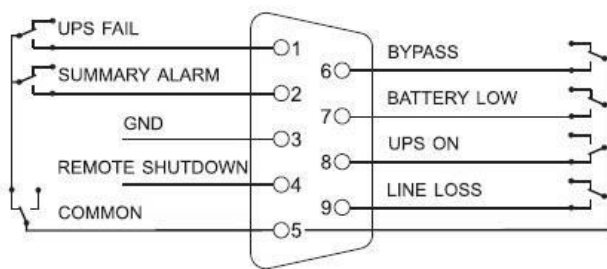 UPS FAIL
1
SUMMARY ALARM
2
GND
3
REMOTE SHUTDOWN
4
COMMON
5
BYPASS
6
BATTERY LOW
7
UPS ON
8
LINE LOSS
9